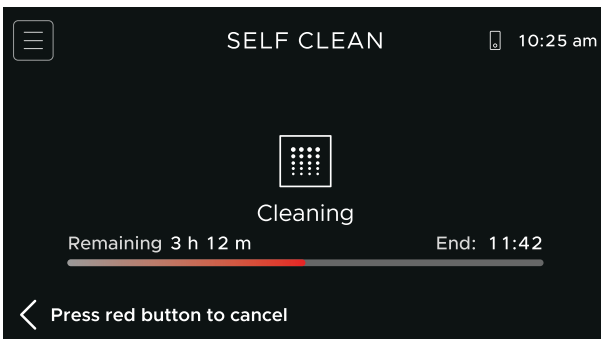 SELF CLEAN
10:25 am
Cleaning
Remaining 3 h 12 m
End: 11:42
Press red button to cancel